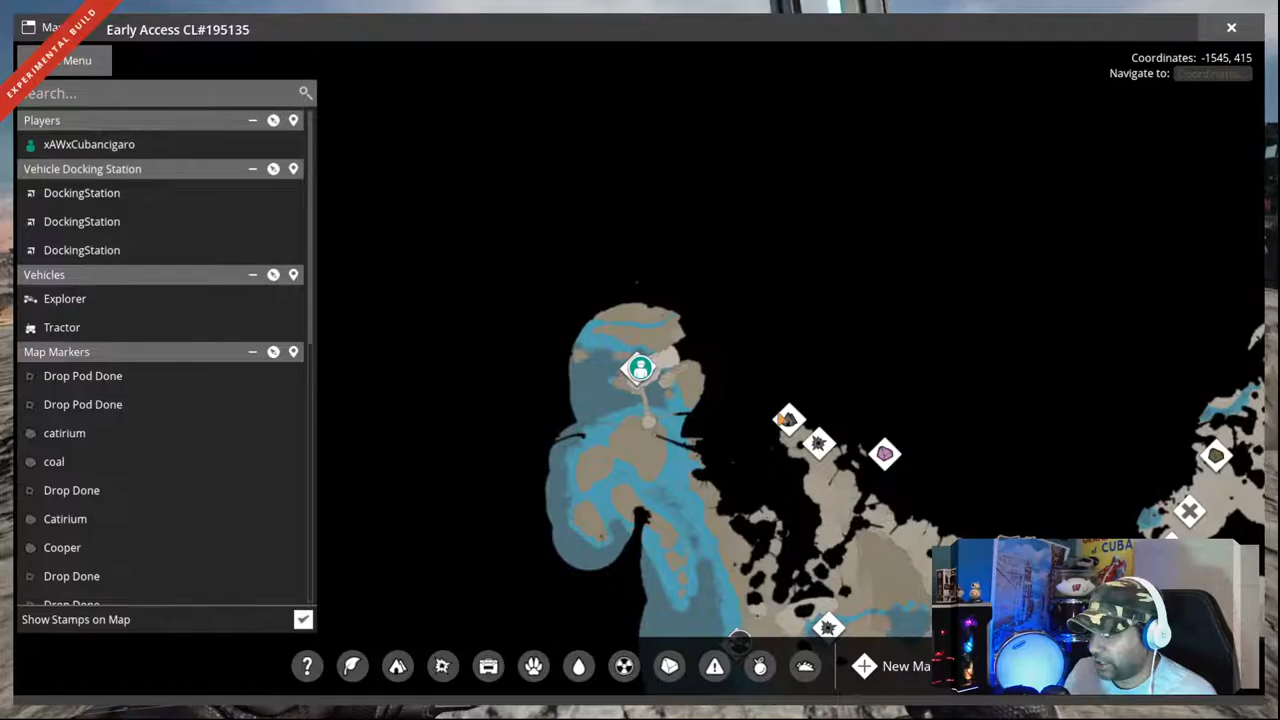 Early Access CL#195135
EXPERIMENTAL BUILD
Menu
Coordinates: -1545, 415
Navigate to: Coordinates...
Players
xAWxCubancigaro
Vehicle Docking Station
DockingStation
DockingStation
DockingStation
Vehicles
Explorer
Tractor
Map Markers
Drop Pod Done
Drop Pod Done
catirium
coal
Drop Done
Catirium
Cooper
Drop Done
Show Stamps on Map
New
CUBA